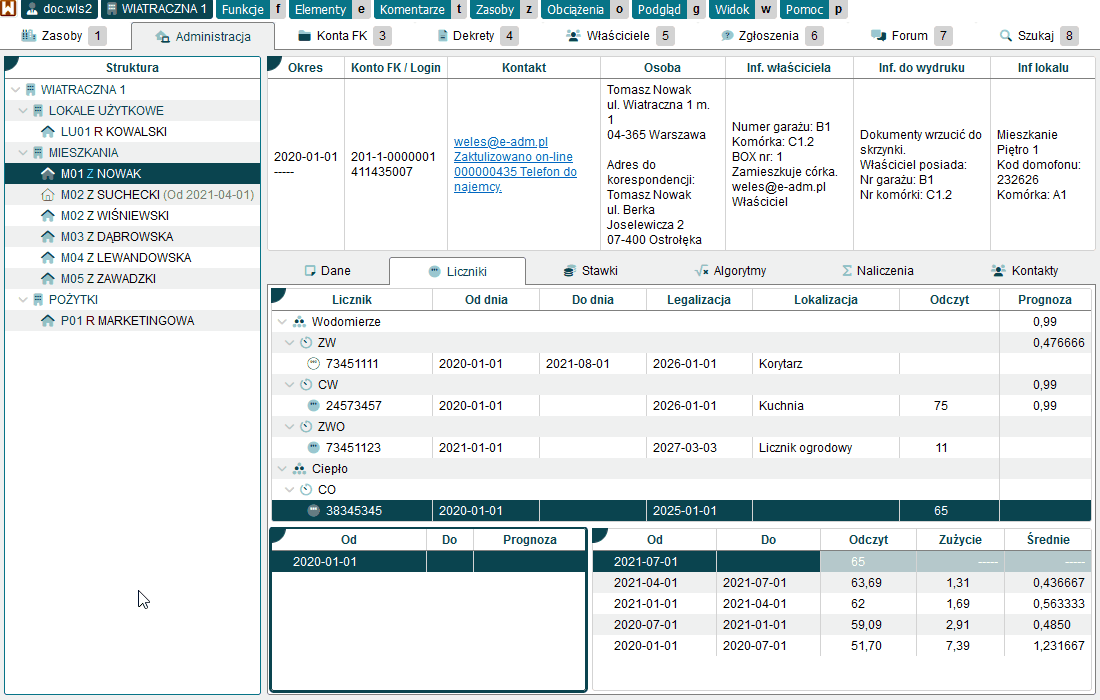 doc.wls2 WIATRACZNA 1 Funkcje f Elementy e Komentarze t Zasoby z Obciążenia o Podgląd g Widok w Pomoc p
Zasoby 1 Administracja Konta FK 3 Dekrety 4 Właściciele 5 Zgłoszenia 6 Forum 7 Szukaj 8
Struktura
WIATRACZNA 1
LOKALE UŻYTKOWE
LU01 R KOWALSKI
MIESZKANIA
M01 Z NOWAK
M02 Z SUCHECKI (Od 2021-04-01)
M02 Z WIŚNIEWSKI
M03 Z DĄBROWSKA
M04 Z LEWANDOWSKA
M05 Z ZAWADZKI
POŻYTKI
P01 R MARKETINGOWA
Okres Konto FK / Login Kontakt Osoba Inf. właściciela Inf. do wydruku Inf lokalu
2020-01-01
-----
201-1-0000001
411435007
weles@e-adm.pl
Zaktulizowano on-line
000000435 Telefon do
najemcy.
Tomasz Nowak
ul. Wiatraczna 1 m.
1
04-365 Warszawa
Adres do
korespondencji:
Tomasz Nowak
ul. Berka
Joselewicza 2
07-400 Ostrołęka
Numer garażu: B1
Komórka: C1.2
BOX nr: 1
Zamieszkuje córka.
weles@e-adm.pl
Właściciel
Dokumenty wrzucić do
skrzynki.
Właściciel posiada:
Nr garażu: B1
Nr komórki: C1.2
Mieszkanie
Piętro 1
Kod domofonu:
232626
Komórka: A1
Dane Liczniki Stawki Algorytmy Naliczenia Kontakty
Licznik Od dnia Do dnia Legalizacja Lokalizacja Odczyt Prognoza
Wodomierze 0,99
ZW 0,476666
73451111 2020-01-01 2021-08-01 2026-01-01 Korytarz
CW 0,99
24573457 2020-01-01 2026-01-01 Kuchnia 75 0,99
ZWO
73451123 2021-01-01 2027-03-03 Licznik ogrodowy 11
Ciepło
CO
38345345 2020-01-01 2025-01-01 65
Od Do Prognoza
2020-01-01
Od Do Odczyt Zużycie Średnie
2021-07-01 65 ----- -----
2021-04-01 2021-07-01 63,69 1,31 0,436667
2021-01-01 2021-04-01 62 1,69 0,563333
2020-07-01 2021-01-01 59,09 2,91 0,4850
2020-01-01 2020-07-01 51,70 7,39 1,231667